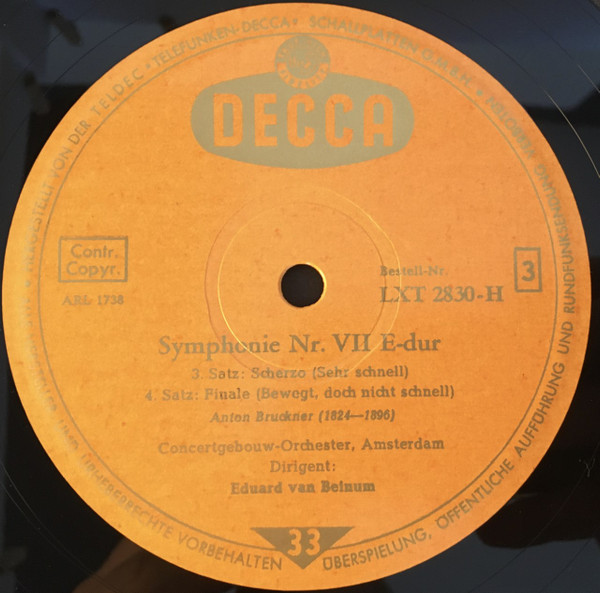 HERGESTELLT VON DER TELDEC »TELEFUNKEN-DECCA« SCHALLPLATTEN G.M.B.H.
DECCA
Contr.
Copyr.
ARL 1738
Bestell-Nr.
LXT 2830-H
3
Symphonie Nr. VII E-dur
3. Satz: Scherzo (Sehr schnell)
4. Satz: Finale (Bewegt, doch nicht schnell)
Anton Bruckner (1824—1896)
Concertgebouw-Orchester, Amsterdam
Dirigent:
Eduard van Beinum
33
URHEBERRECHTE VORBEHALTEN
ÜBERSPIELUNG, ÖFFENTLICHE AUFFÜHRUNG UND RUNDFUNKSENDUNG